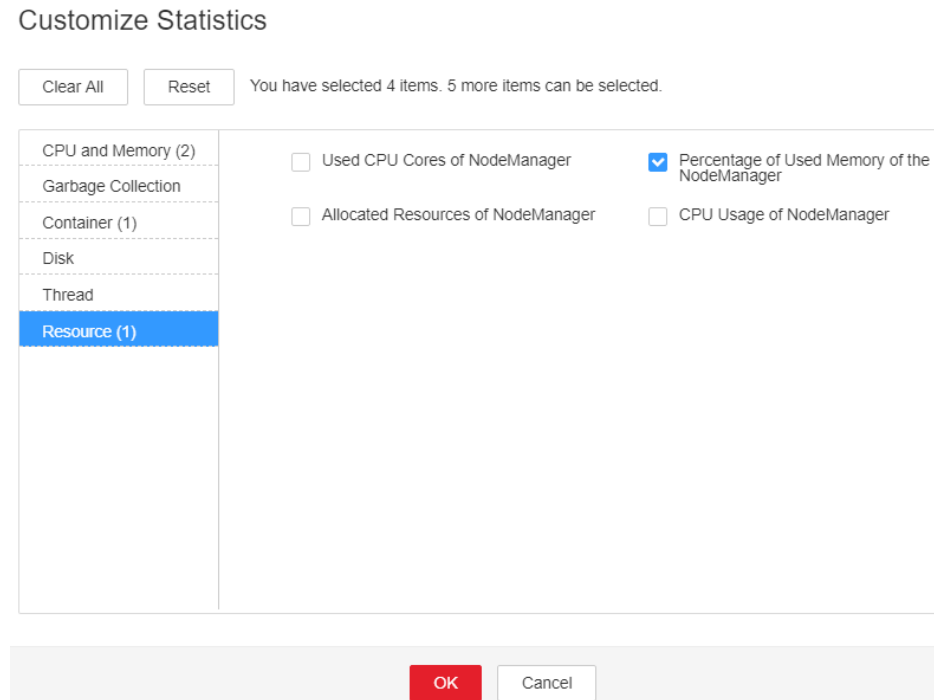 Customize Statistics
Clear All
Reset
You have selected 4 items. 5 more items can be selected.
CPU and Memory (2)
Garbage Collection
Container (1)
Disk
Thread
Resource (1)
Used CPU Cores of NodeManager
Percentage of Used Memory of the
NodeManager
Allocated Resources of NodeManager
CPU Usage of NodeManager
OK
Cancel